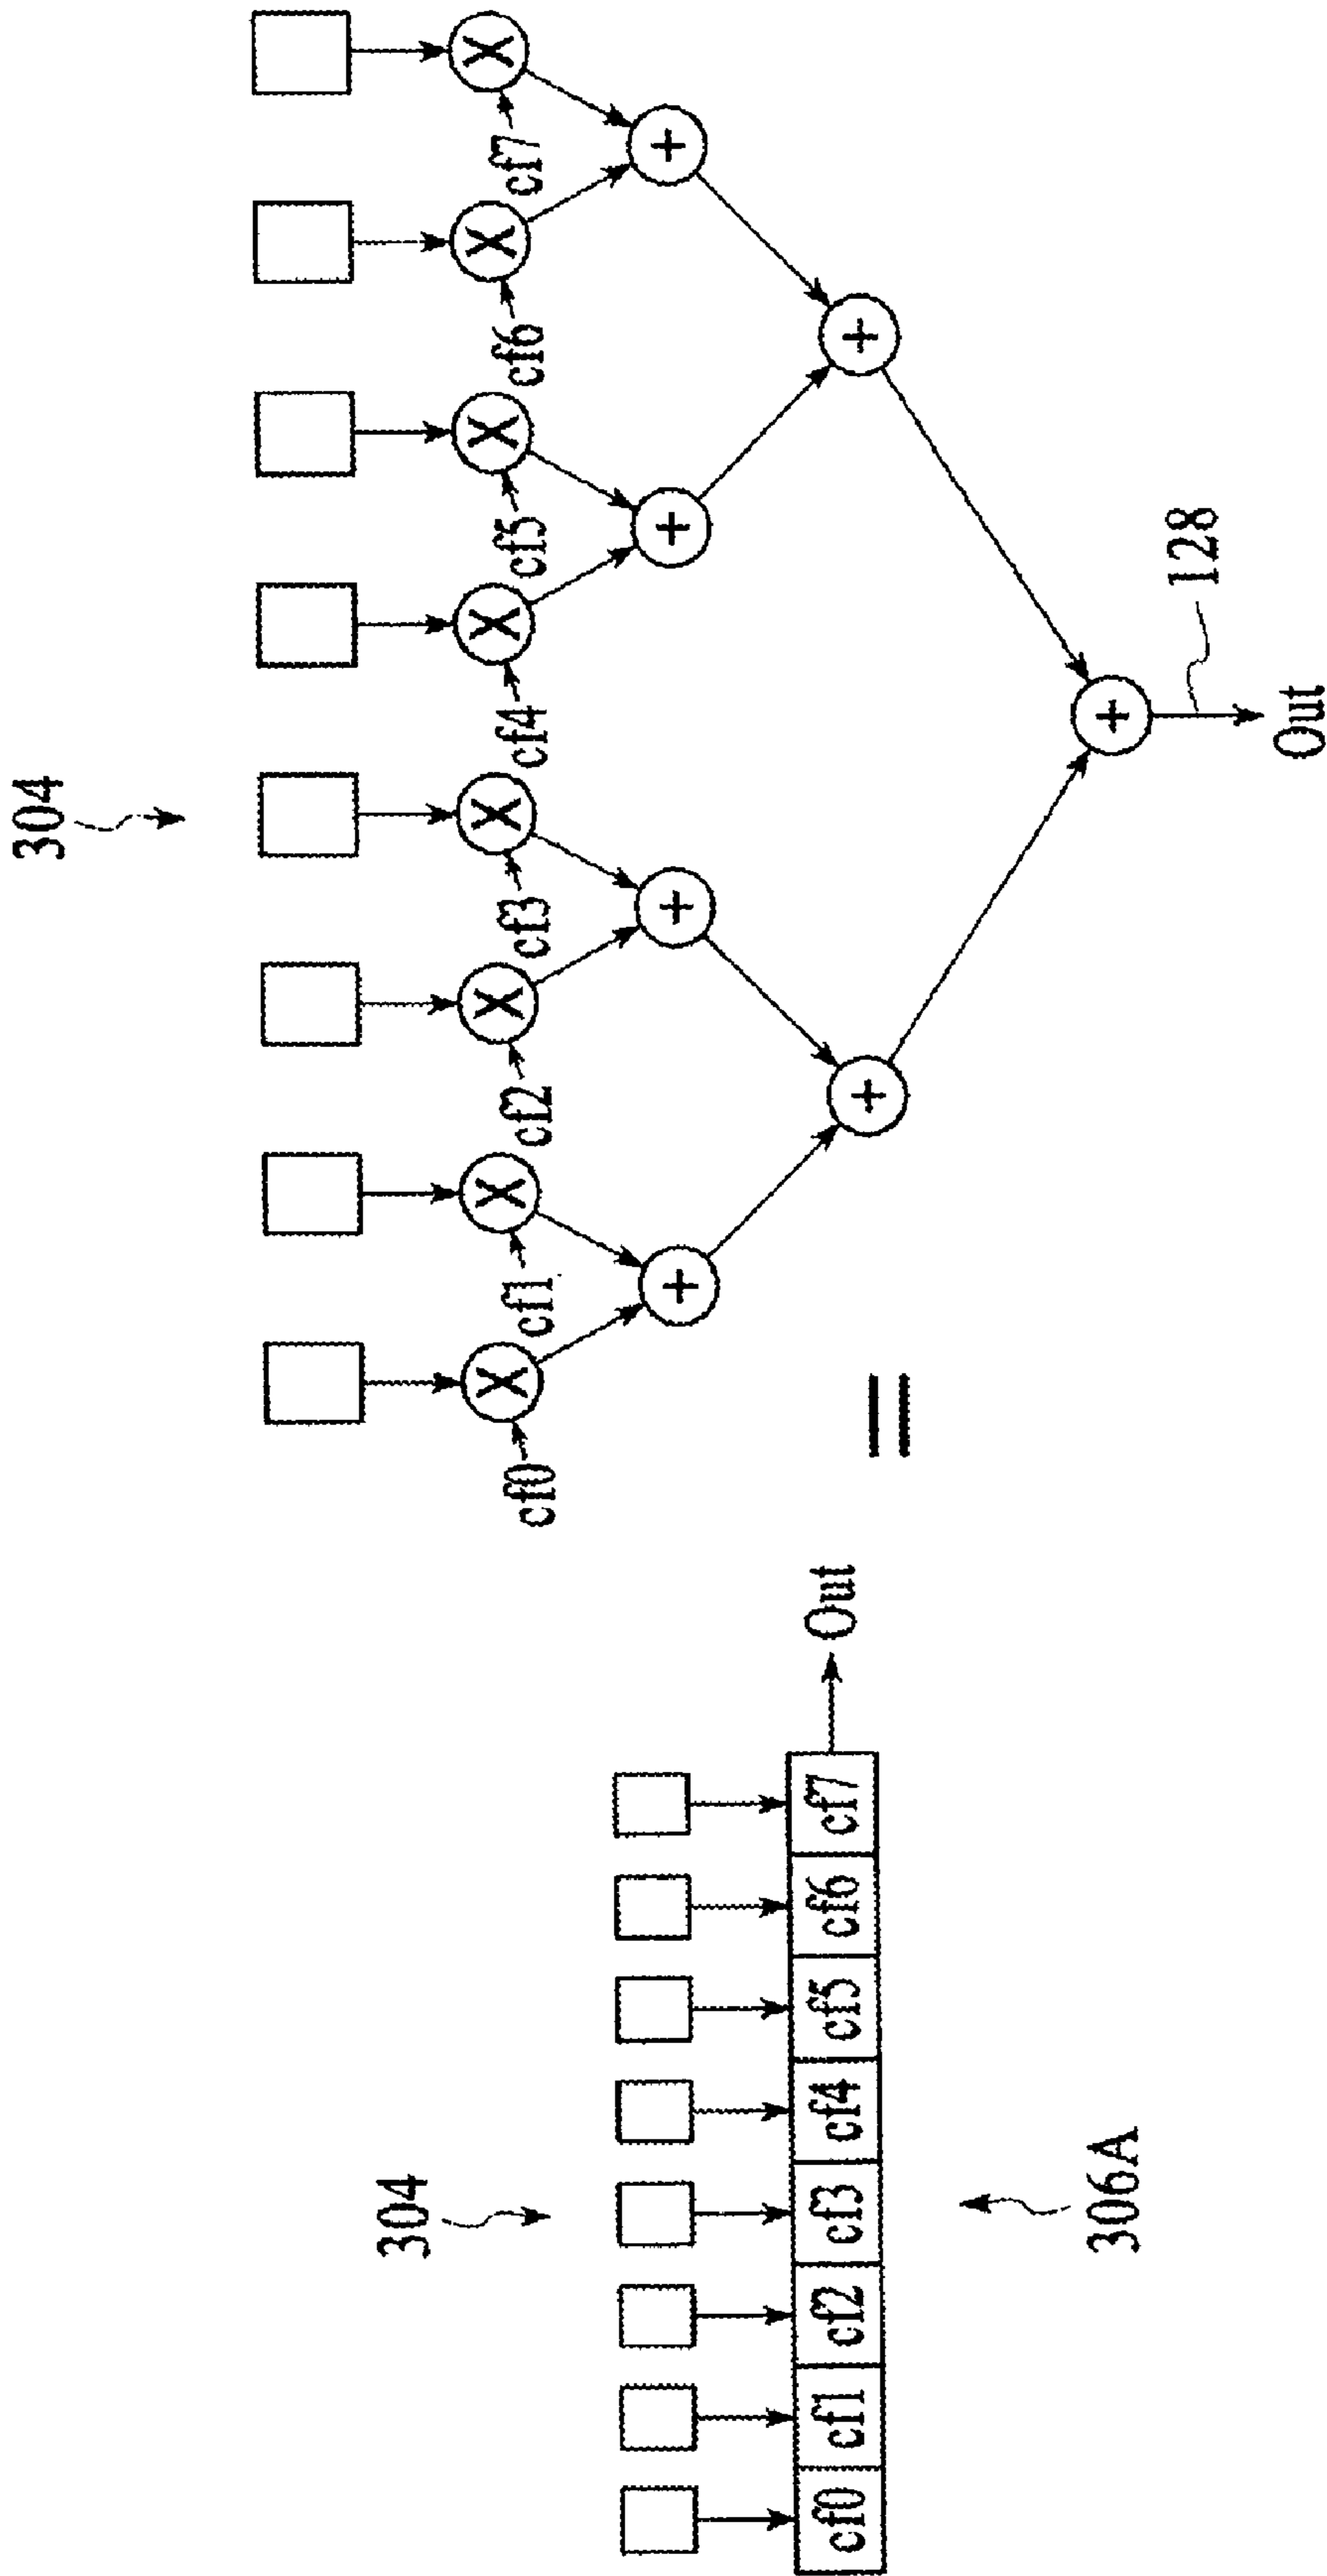 304
cf0 cf1 cf2 cf3 cf4 cf5 cf6 cf7
Out
306A
=
304
X X X X X X X X
cf0 cf1 cf2 cf3 cf4 cf5 cf6 cf7
+ + + +
+ +
+
128
Out